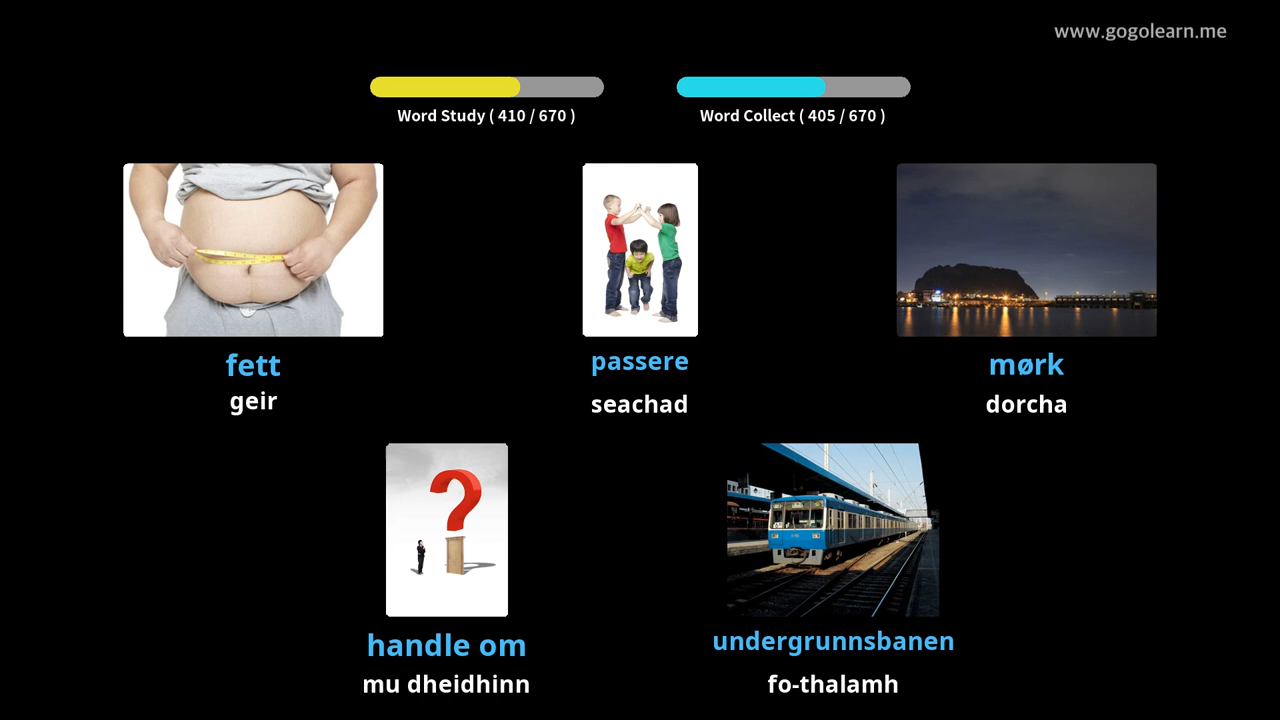 www.gogolearn.me
Word Study ( 410 / 670 )
Word Collect ( 405 / 670 )
fett
geir
passere
seachad
mørk
dorcha
handle om
mu dheidhinn
undergrunnsbanen
fo-thalamh